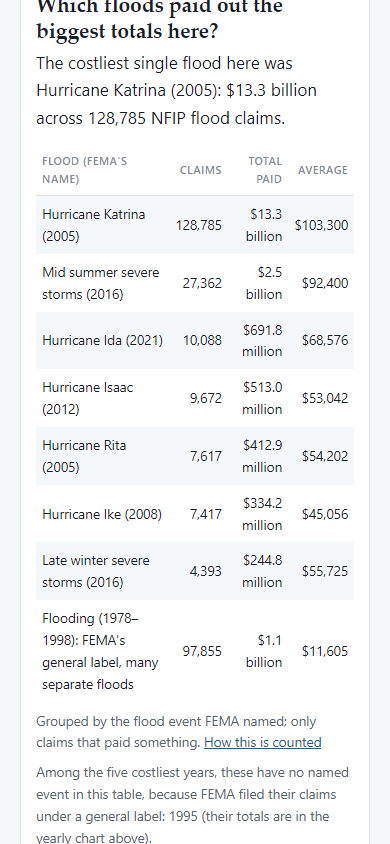 Which floods paid out the
biggest totals here?
The costliest single flood here was
Hurricane Katrina (2005): $13.3 billion
across 128,785 NFIP flood claims.
FLOOD (FEMA'S NAME) CLAIMS TOTAL PAID AVERAGE
Hurricane Katrina (2005) 128,785 $13.3 billion $103,300
Mid summer severe storms (2016) 27,362 $2.5 billion $92,400
Hurricane Ida (2021) 10,088 $691.8 million $68,576
Hurricane Isaac (2012) 9,672 $513.0 million $53,042
Hurricane Rita (2005) 7,617 $412.9 million $54,202
Hurricane Ike (2008) 7,417 $334.2 million $45,056
Late winter severe storms (2016) 4,393 $244.8 million $55,725
Flooding (1978–1998): FEMA's general label, many separate floods 97,855 $1.1 billion $11,605
Grouped by the flood event FEMA named; only
claims that paid something. How this is counted
Among the five costliest years, these have no named
event in this table, because FEMA filed their claims
under a general label: 1995 (their totals are in the
yearly chart above).